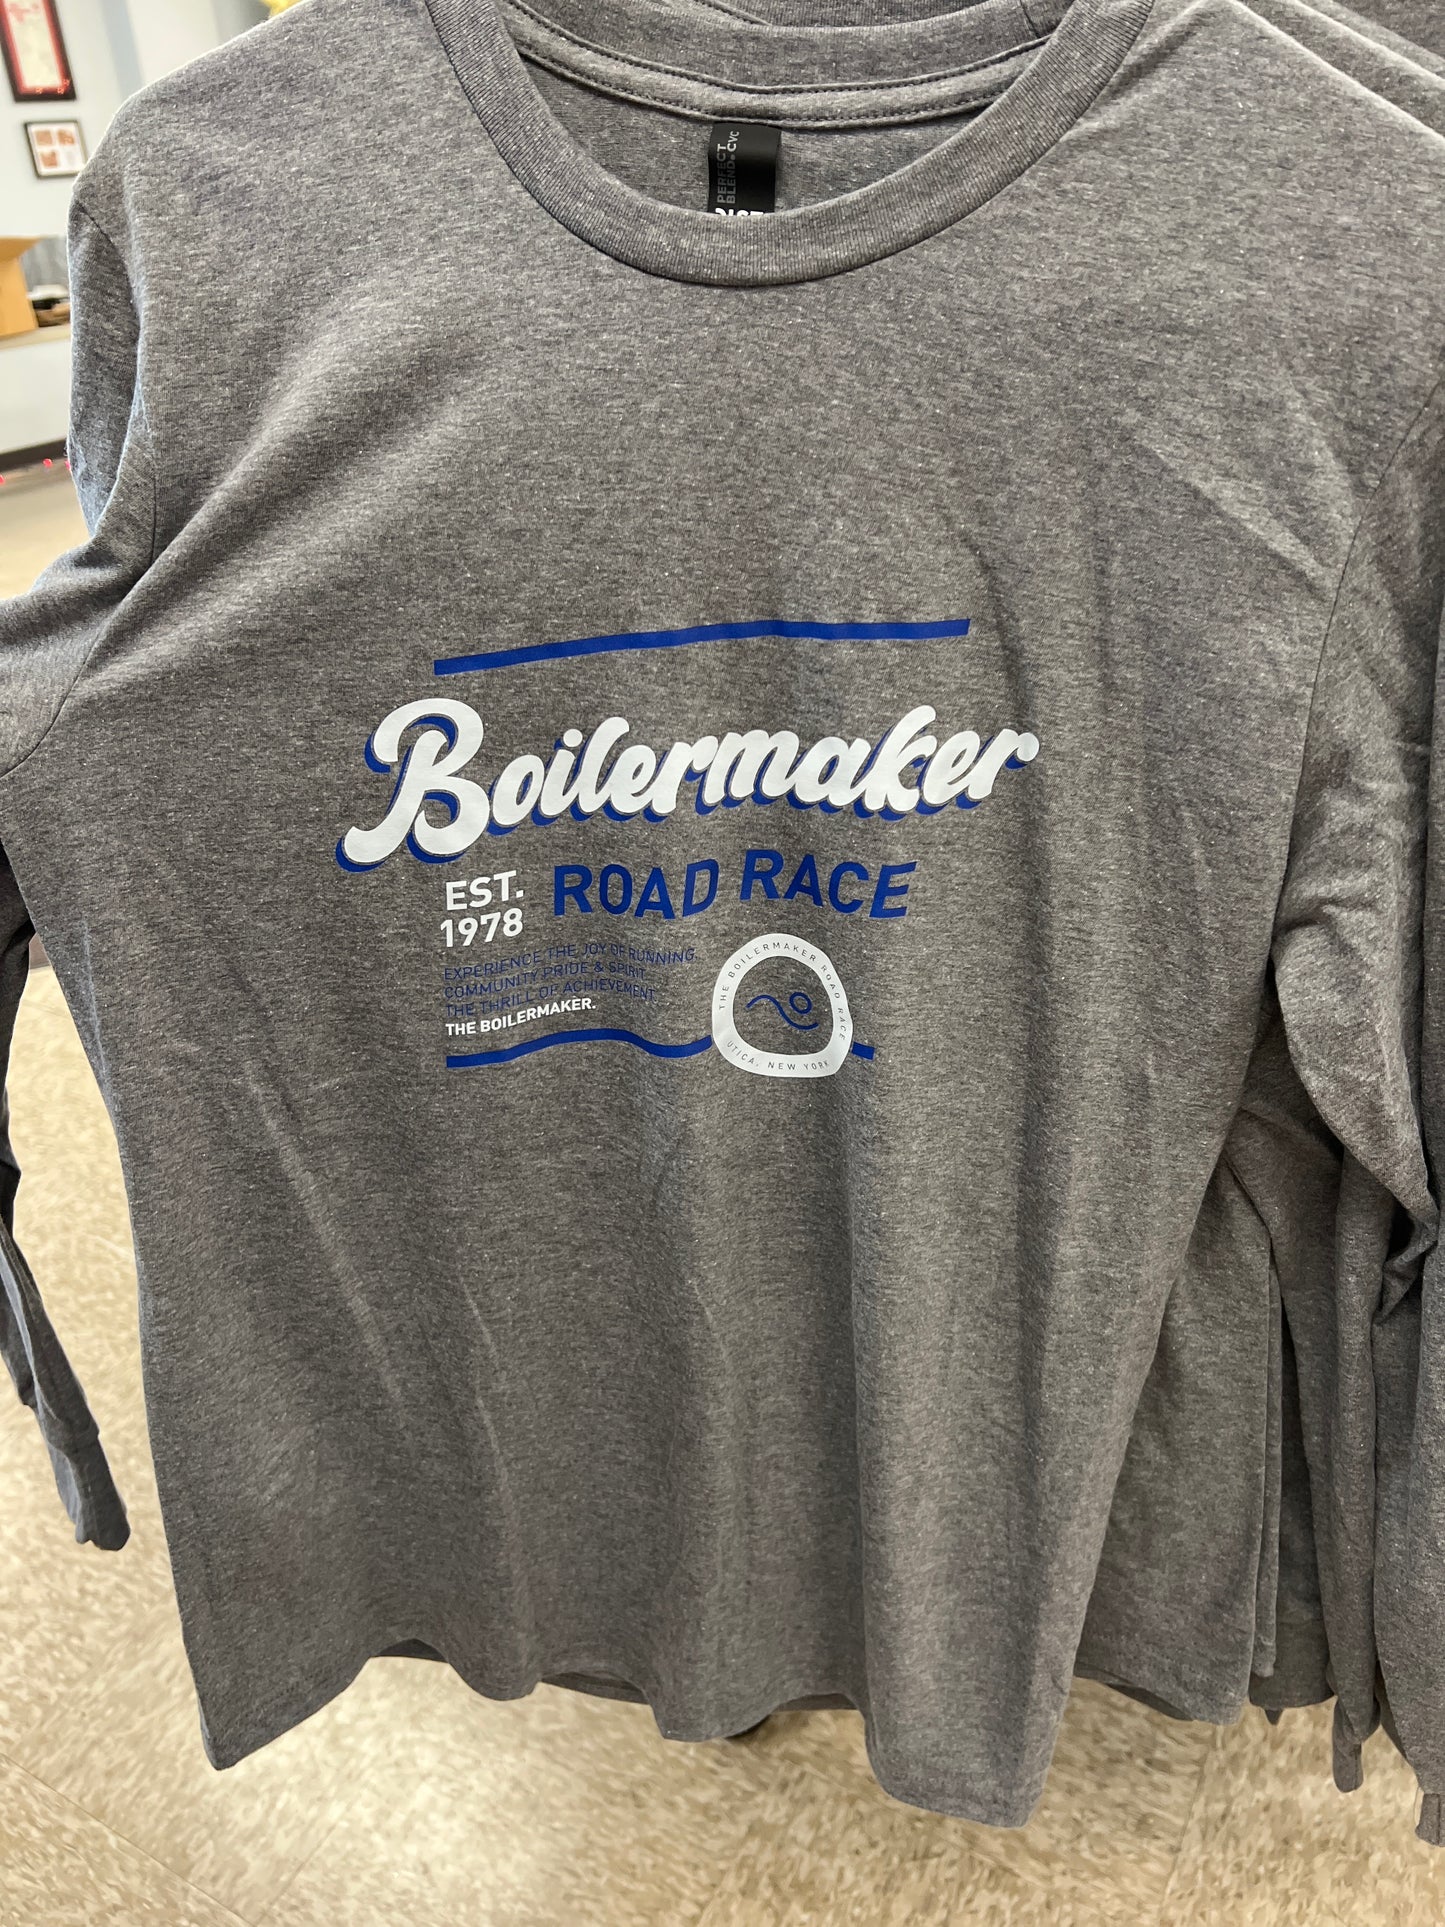 PERFECT
BLEND® CVC
Boilermaker
EST.
1978
ROAD RACE
EXPERIENCE THE JOY OF RUNNING.
COMMUNITY PRIDE & SPIRIT.
THE THRILL OF ACHIEVEMENT.
THE BOILERMAKER.
THE BOILERMAKER ROAD RACE
UTICA, NEW YORK